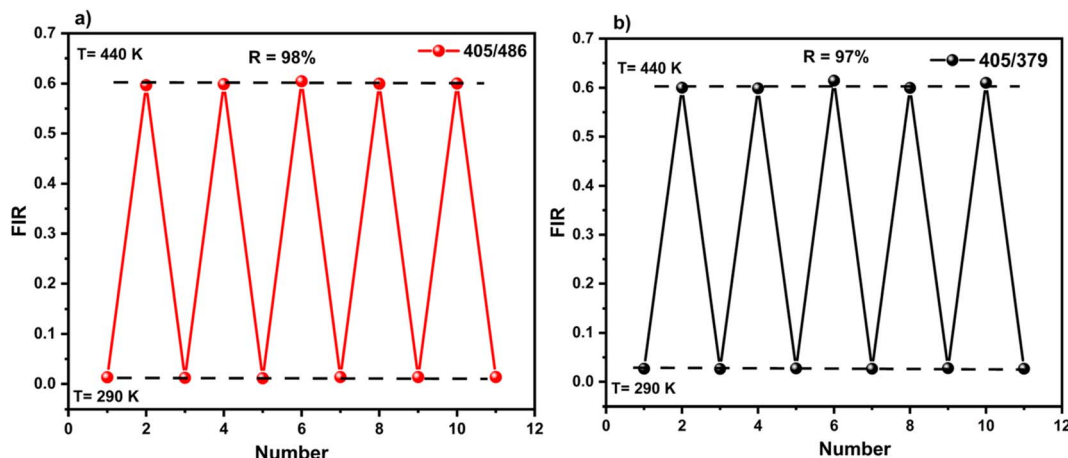 a)
0.7
T= 440 K
R = 98%
405/486
0.6
0.5
0.4
FIR
0.3
0.2
0.1
0.0
T= 290 K
0 2 4 6 8 10 12
Number
b)
0.7
T= 440 K
R = 97%
405/379
0.6
0.5
0.4
FIR
0.3
0.2
0.1
0.0
T= 290 K
0 2 4 6 8 10 12
Number